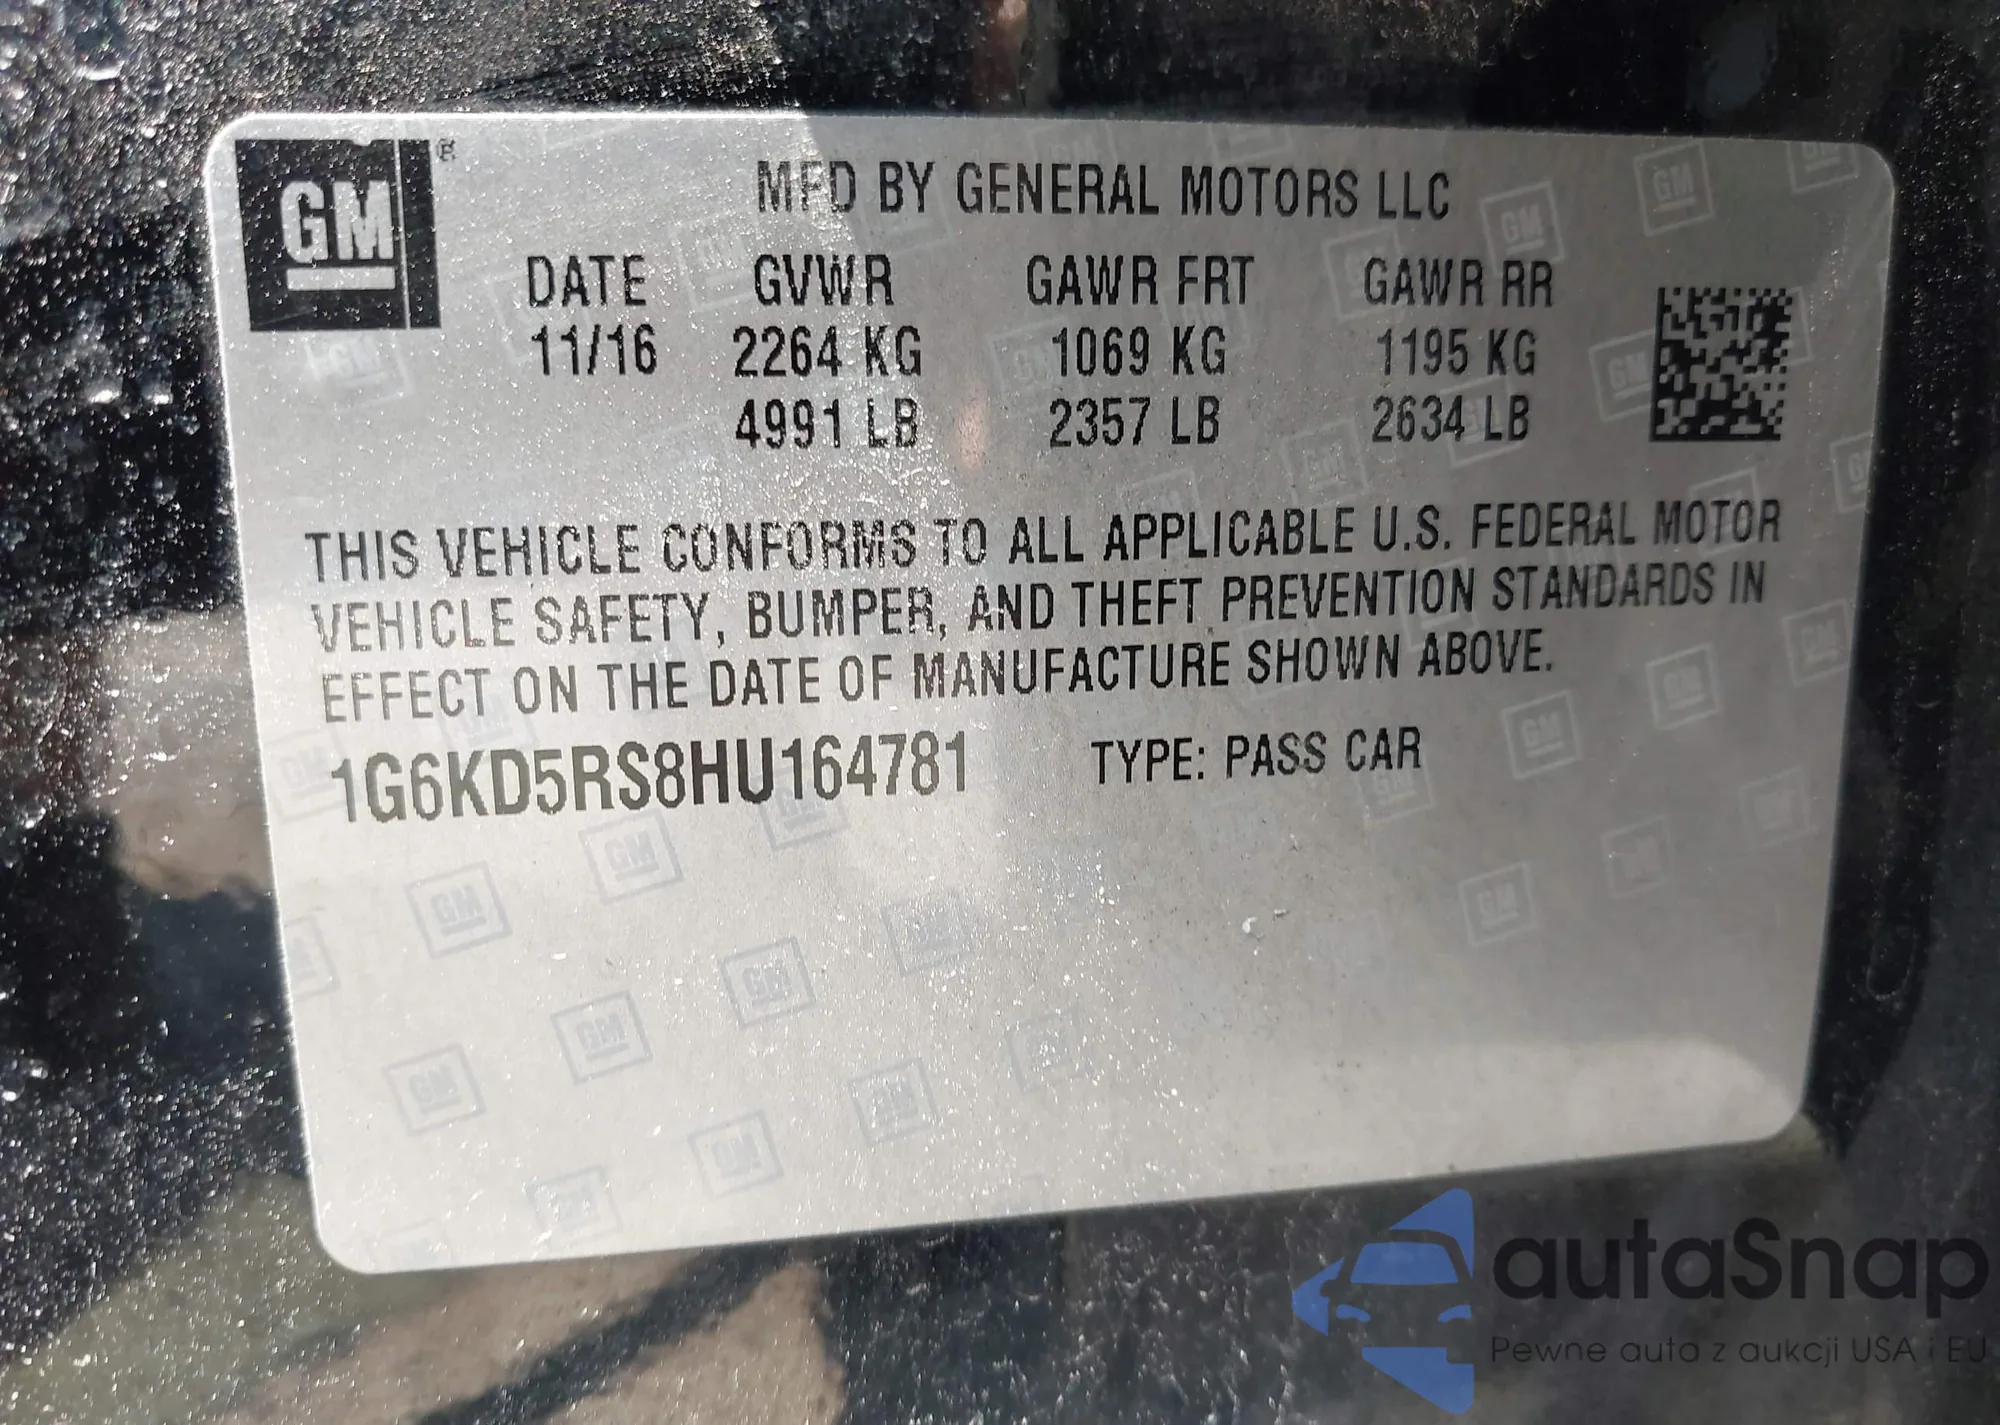 GM®
MFD BY GENERAL MOTORS LLC
DATE GVWR GAWR FRT GAWR RR
11/16 2264 KG 1069 KG 1195 KG
4991 LB 2357 LB 2634 LB
THIS VEHICLE CONFORMS TO ALL APPLICABLE U.S. FEDERAL MOTOR
VEHICLE SAFETY, BUMPER, AND THEFT PREVENTION STANDARDS IN
EFFECT ON THE DATE OF MANUFACTURE SHOWN ABOVE.
1G6KD5RS8HU164781 TYPE: PASS CAR
autaSnap
Pewne auta z aukcji USA i EU